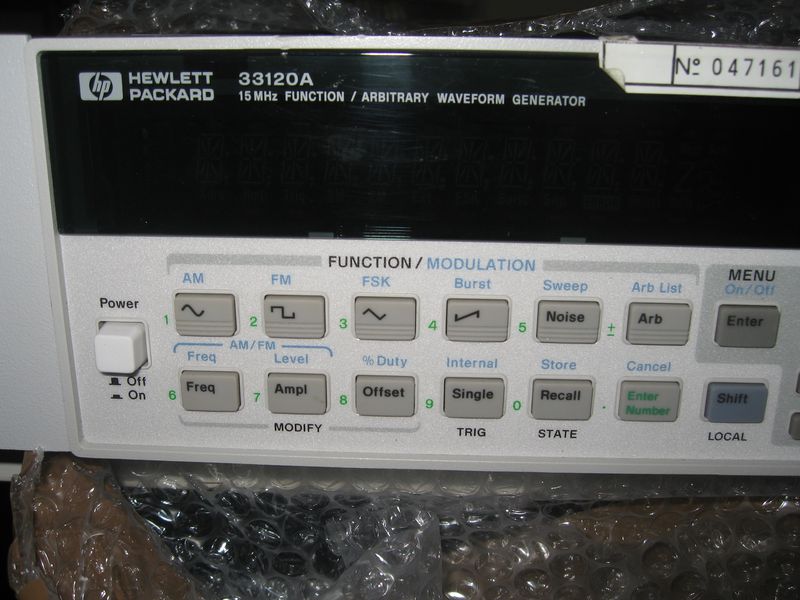 hp HEWLETT PACKARD
33120A
15 MHz FUNCTION / ARBITRARY WAVEFORM GENERATOR
Nº 047161
FUNCTION / MODULATION
MENU
On/Off
AM FM FSK Burst Sweep Arb List
Power
1 2 3 4 5 Noise ± Arb Enter
AM/FM
Freq Level % Duty Internal Store Cancel
Off
On
6 Freq 7 Ampl 8 Offset 9 Single 0 Recall . Enter Number Shift
MODIFY TRIG STATE LOCAL